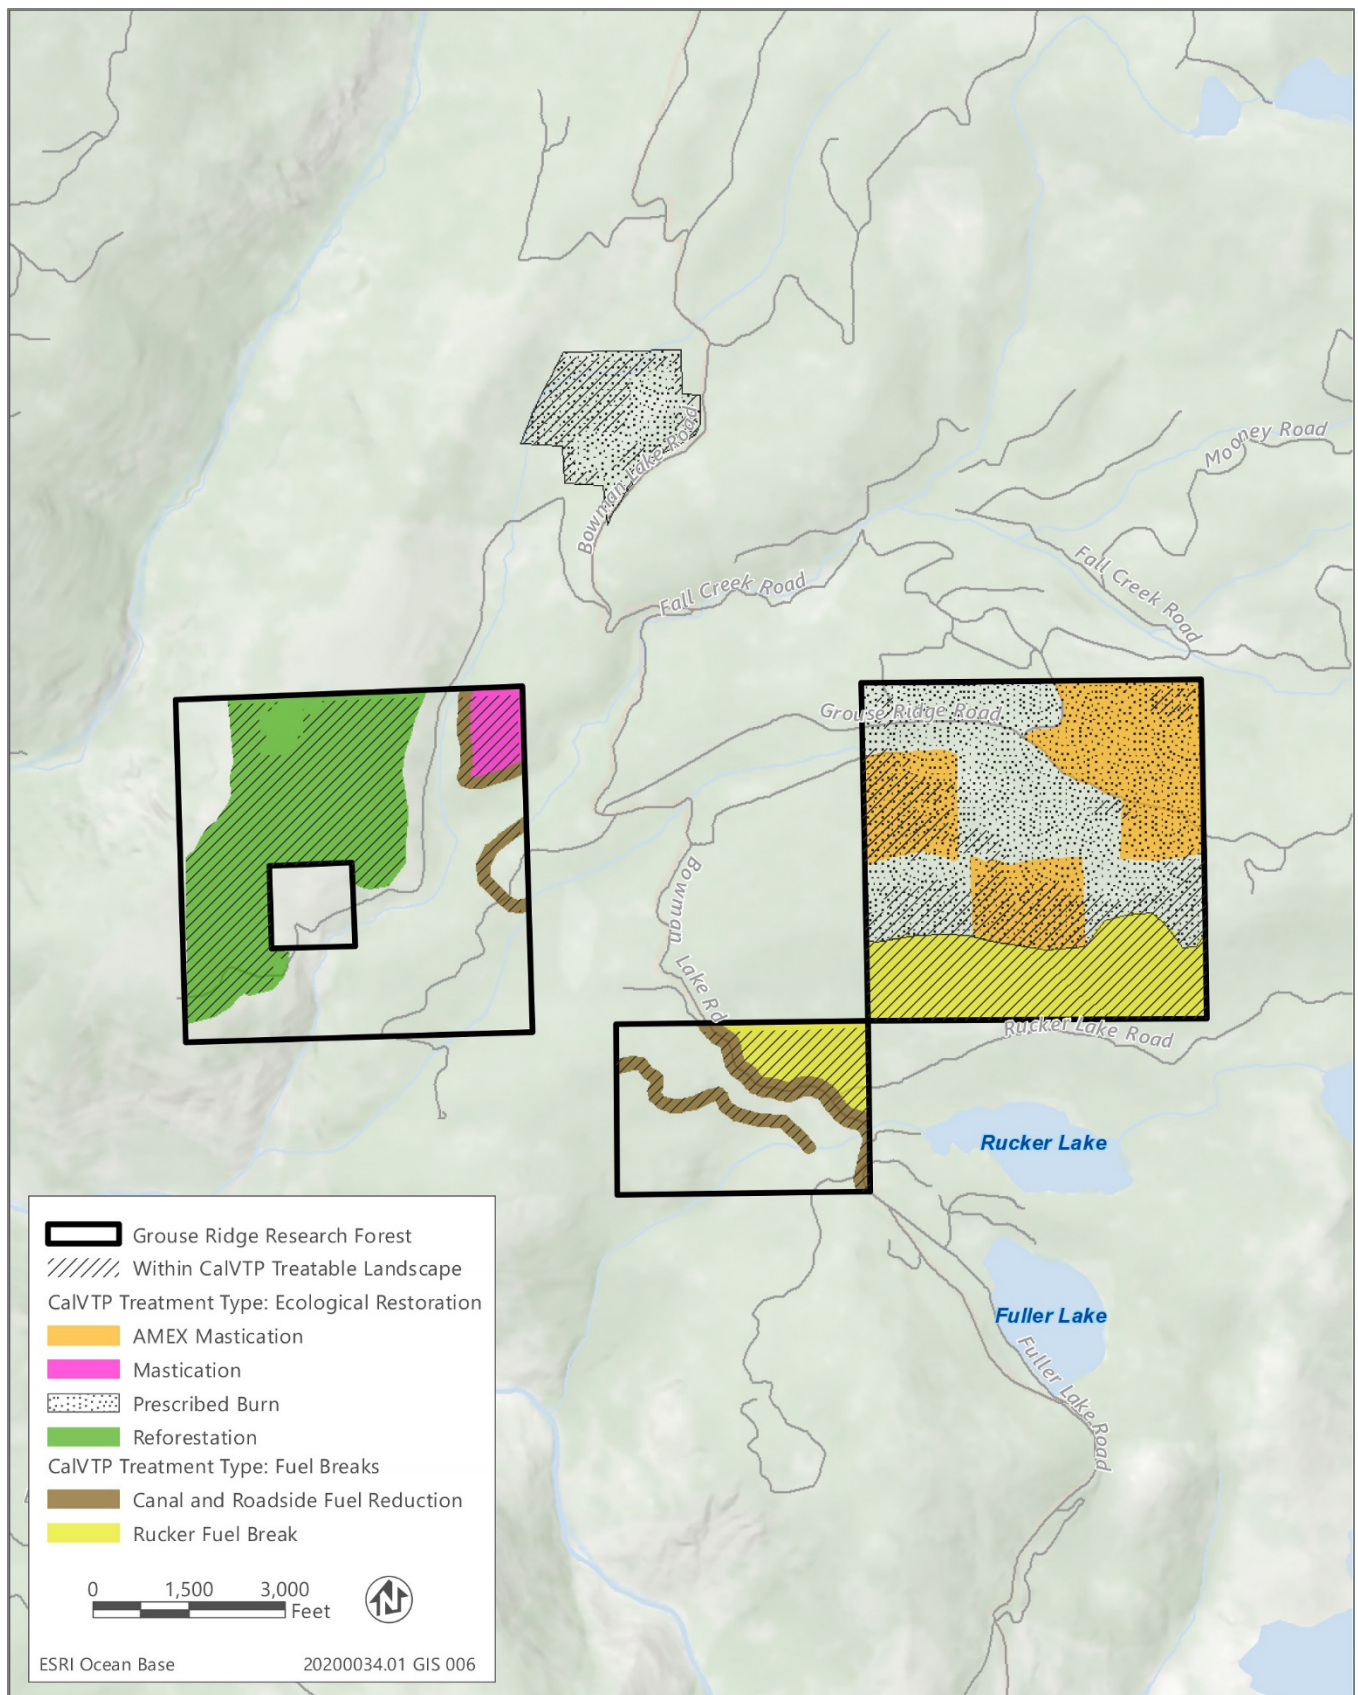 Mooney Road
Bowman Lake Road
Fall Creek Road
Fall Creek Road
Grouse Ridge Road
Bowman
Lake Rd
Rucker Lake Road
Rucker Lake
Fuller Lake
Fuller Lake Road
Grouse Ridge Research Forest
Within CalVTP Treatable Landscape
CalVTP Treatment Type: Ecological Restoration
AMEX Mastication
Mastication
Prescribed Burn
Reforestation
CalVTP Treatment Type: Fuel Breaks
Canal and Roadside Fuel Reduction
Rucker Fuel Break
0 1,500 3,000
Feet
N
ESRI Ocean Base 20200034.01 GIS 006